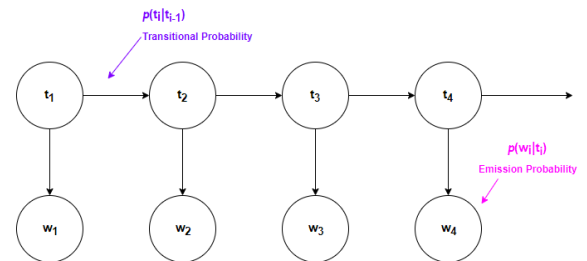 p(tᵢ|tᵢ₋₁)
Transitional Probability
t₁ t₂ t₃ t₄
p(wᵢ|tᵢ)
Emission Probability
w₁ w₂ w₃ w₄